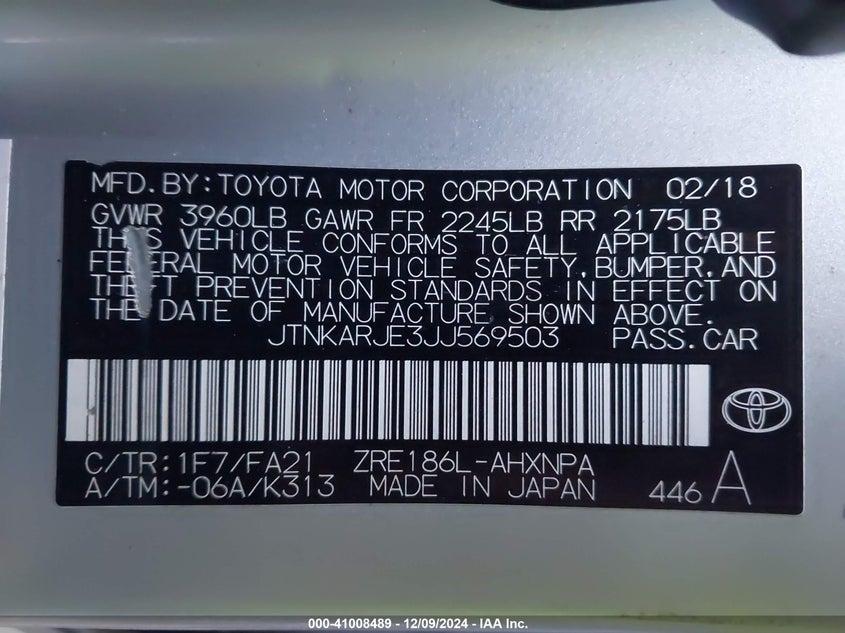 MFD.BY:TOYOTA MOTOR CORPORATION 02/18
GVWR 3960LB GAWR FR 2245LB RR 2175LB
THIS VEHICLE CONFORMS TO ALL APPLICABLE
FEDERAL MOTOR VEHICLE SAFETY,BUMPER,AND
THEFT PREVENTION STANDARDS IN EFFECT ON
THE DATE OF MANUFACTURE SHOWN ABOVE.
JTNKARJE3JJ569503 PASS.CAR
C/TR:1F7/FA21 ZRE186L-AHXNPA
A/TM:-06A/K313 MADE IN JAPAN 446 A
000-41008489 - 12/09/2024 - IAA Inc.